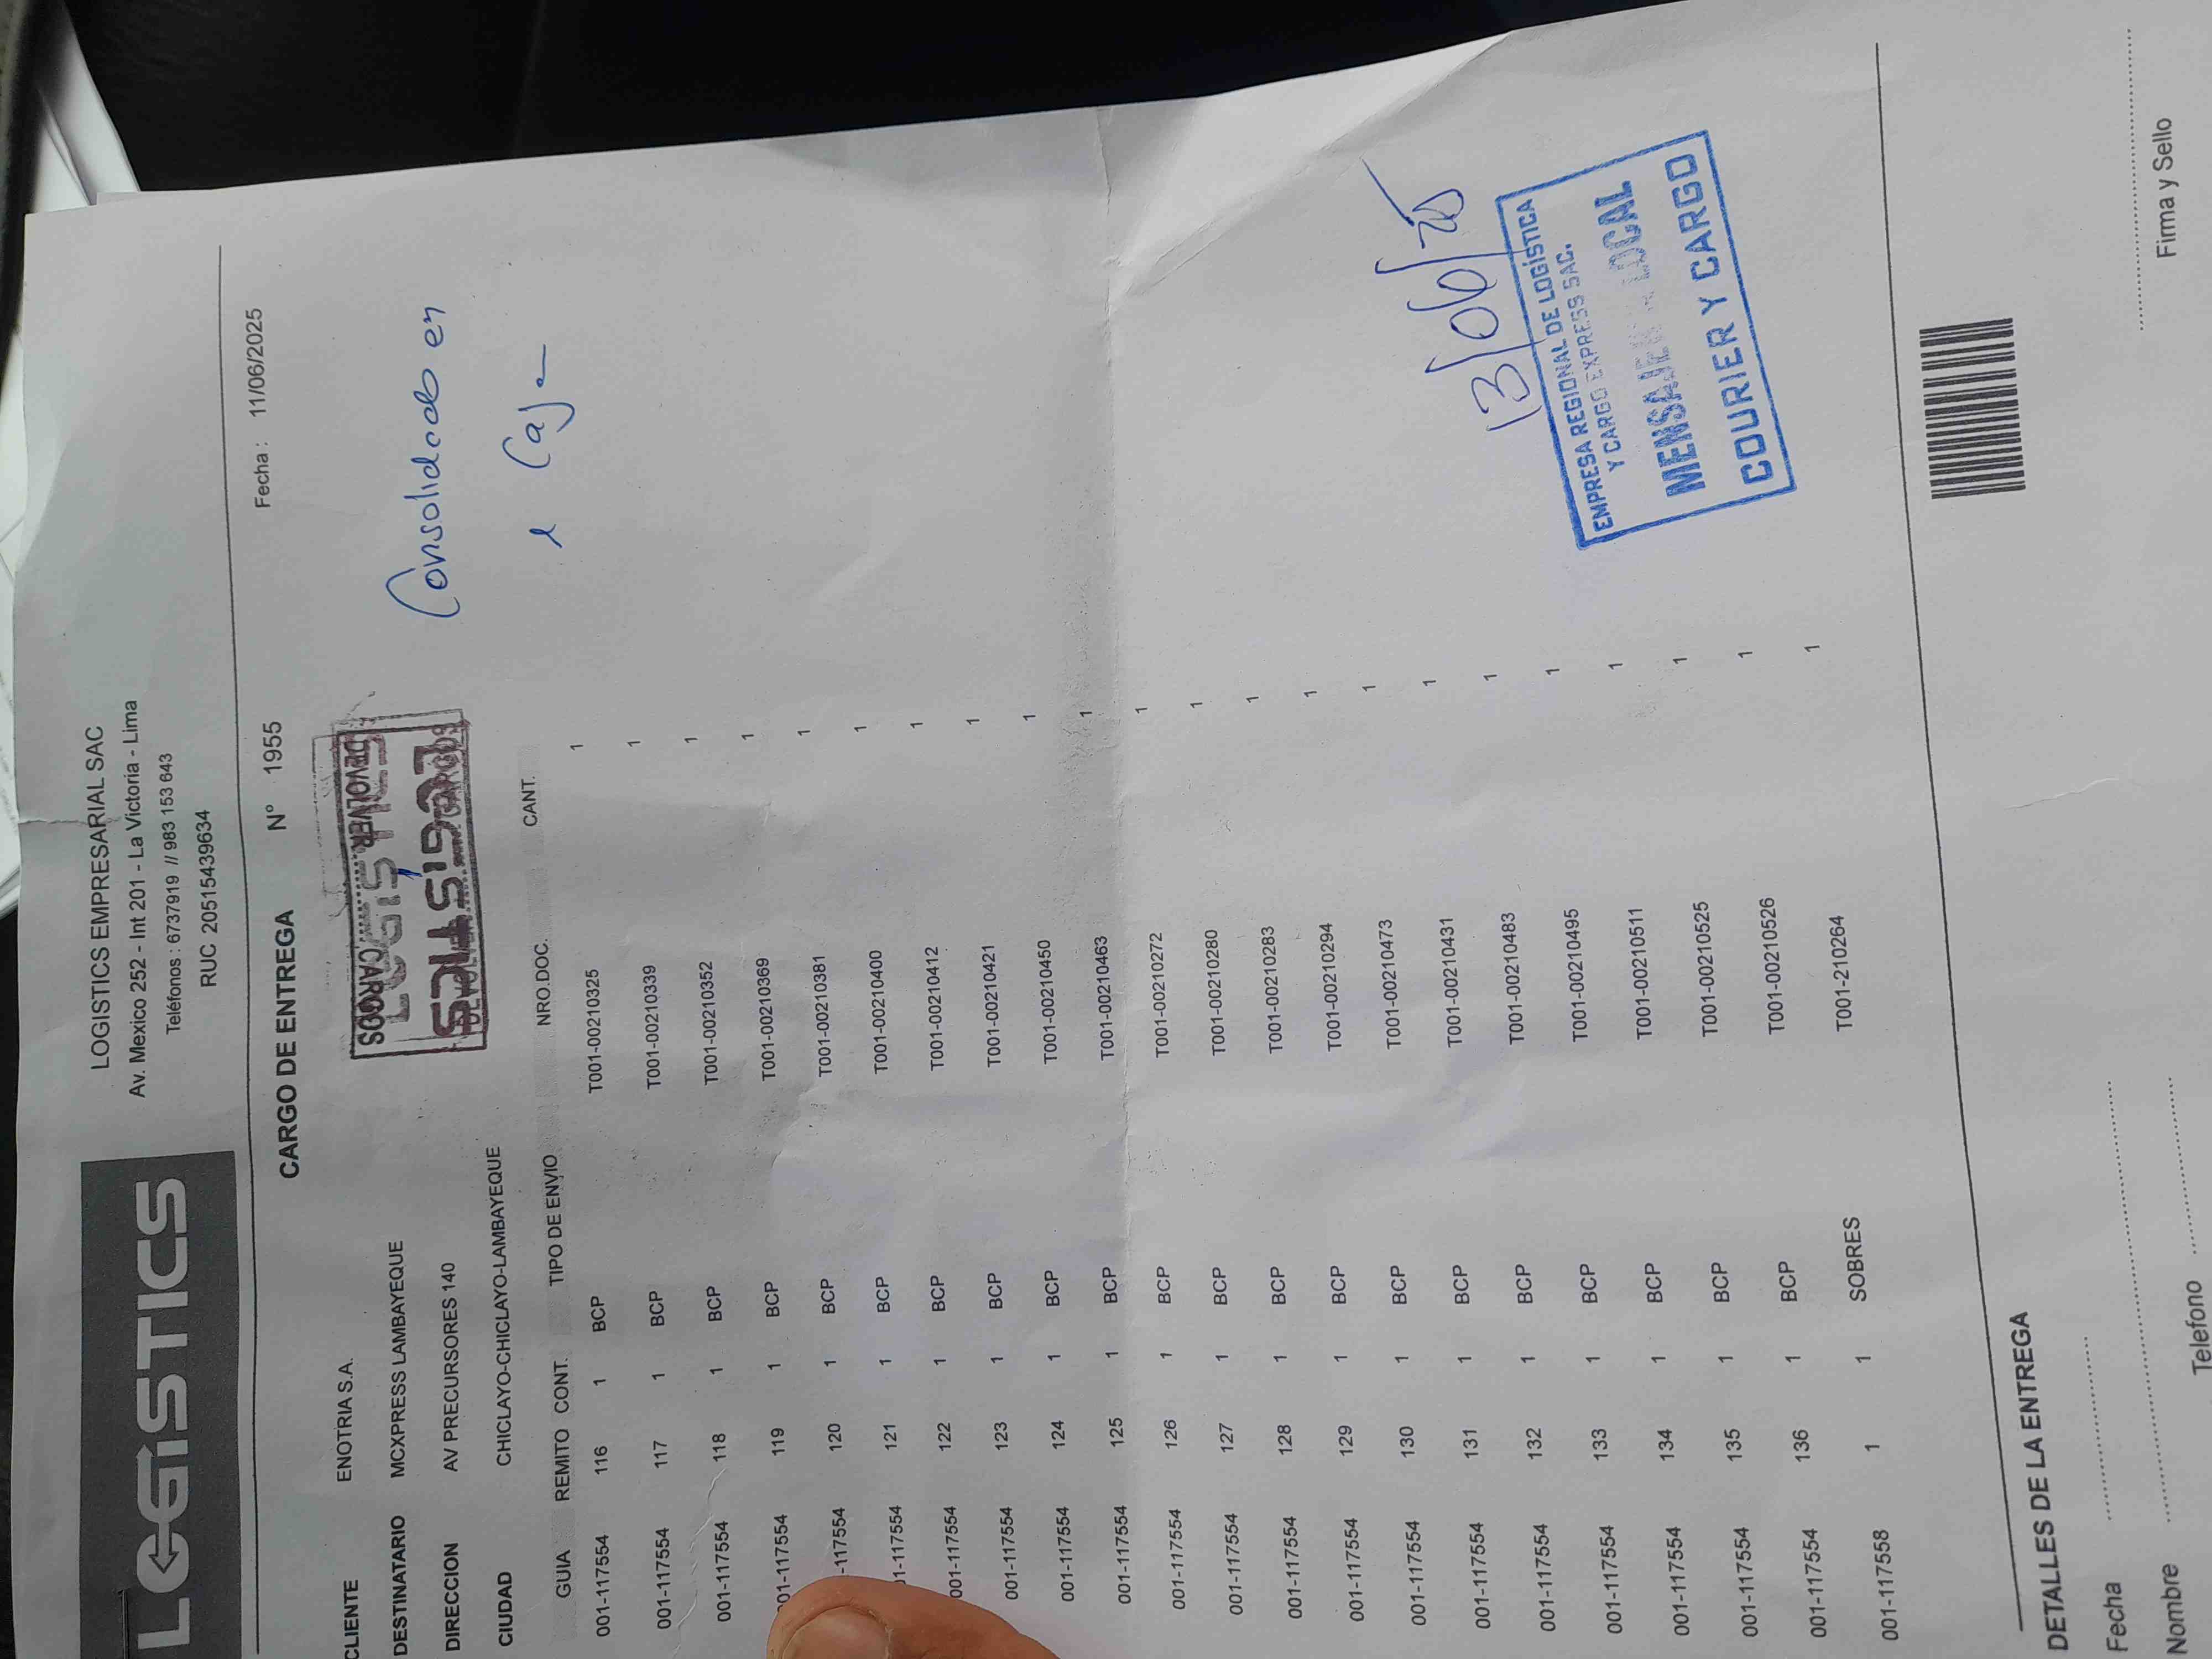 LOGISTICS
LOGISTICS EMPRESARIAL SAC
Av. Mexico 252 - Int 201 - La Victoria - Lima
Teléfonos : 6737919 // 983 153 643
RUC 20515439634
CARGO DE ENTREGA Nº 1955 Fecha : 11/06/2025
CLIENTE ENOTRIA S.A.
DESTINATARIO MCXPRESS LAMBAYEQUE
DIRECCION AV PRECURSORES 140
CIUDAD CHICLAYO-CHICLAYO-LAMBAYEQUE
DEVOLVER CARGOS
LOGISTICS
Consolidado en
1 Caja
GUIA REMITO CONT. TIPO DE ENVIO NRO.DOC. CANT.
001-117554 116 1 BCP T001-00210325 1
001-117554 117 1 BCP T001-00210339 1
001-117554 118 1 BCP T001-00210352 1
001-117554 119 1 BCP T001-00210369 1
-117554 120 1 BCP T001-00210381 1
01-117554 121 1 BCP T001-00210400 1
001-117554 122 1 BCP T001-00210412 1
001-117554 123 1 BCP T001-00210421 1
001-117554 124 1 BCP T001-00210450 1
001-117554 125 1 BCP T001-00210463 1
001-117554 126 1 BCP T001-00210272 1
001-117554 127 1 BCP T001-00210280 1
001-117554 128 1 BCP T001-00210283 1
001-117554 129 1 BCP T001-00210294 1
001-117554 130 1 BCP T001-00210473 1
001-117554 131 1 BCP T001-00210431 1
001-117554 132 1 BCP T001-00210483 1
001-117554 133 1 BCP T001-00210495 1
001-117554 134 1 BCP T001-00210511 1
001-117554 135 1 BCP T001-00210525 1
001-117554 136 1 BCP T001-00210526 1
001-117558 1 1 SOBRES T001-210264 1
13/06/25
EMPRESA REGIONAL DE LOGÍSTICA
Y CARGO EXPRESS SAC.
MENSAJERIA LOCAL
COURIER Y CARGO
DETALLES DE LA ENTREGA
Fecha
Nombre
Telefono
Firma y Sello